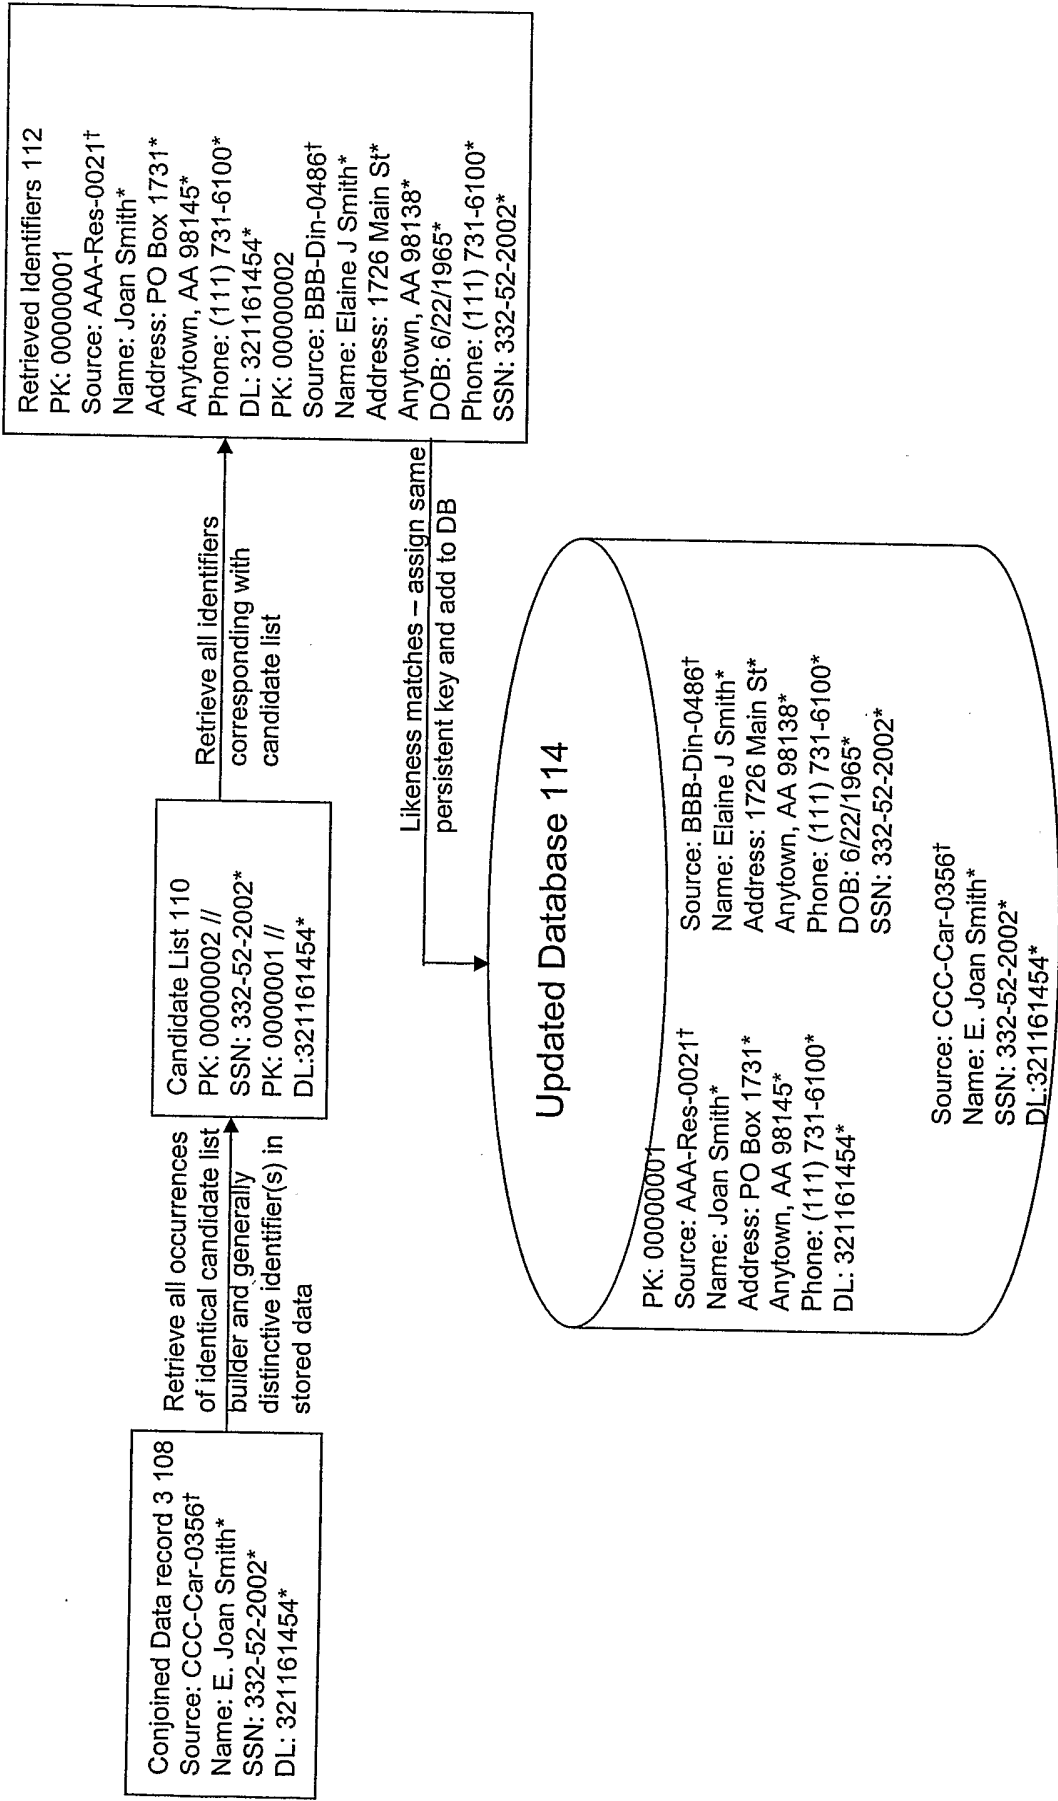 Conjoined Data record 3 108
Source: CCC-Car-0356†
Name: E. Joan Smith*
SSN: 332-52-2002*
DL: 321161454*
Retrieve all occurrences
of identical candidate list
builder and generally
distinctive identifier(s) in
stored data
Candidate List 110
PK: 00000002 //
SSN: 332-52-2002*
PK: 0000001 //
DL:321161454*
Retrieve all identifiers
corresponding with
candidate list
Retrieved Identifiers 112
PK: 00000001
Source: AAA-Res-0021†
Name: Joan Smith*
Address: PO Box 1731*
Anytown, AA 98145*
Phone: (111) 731-6100*
DL: 321161454*
PK: 00000002
Source: BBB-Din-0486†
Name: Elaine J Smith*
Address: 1726 Main St*
Anytown, AA 98138*
DOB: 6/22/1965*
Phone: (111) 731-6100*
SSN: 332-52-2002*
Likeness matches – assign same
persistent key and add to DB
Updated Database 114
PK: 00000001
Source: AAA-Res-0021†
Name: Joan Smith*
Address: PO Box 1731*
Anytown, AA 98145*
Phone: (111) 731-6100*
DL: 321161454*
Source: BBB-Din-0486†
Name: Elaine J Smith*
Address: 1726 Main St*
Anytown, AA 98138*
Phone: (111) 731-6100*
DOB: 6/22/1965*
SSN: 332-52-2002*
Source: CCC-Car-0356†
Name: E. Joan Smith*
SSN: 332-52-2002*
DL:321161454*